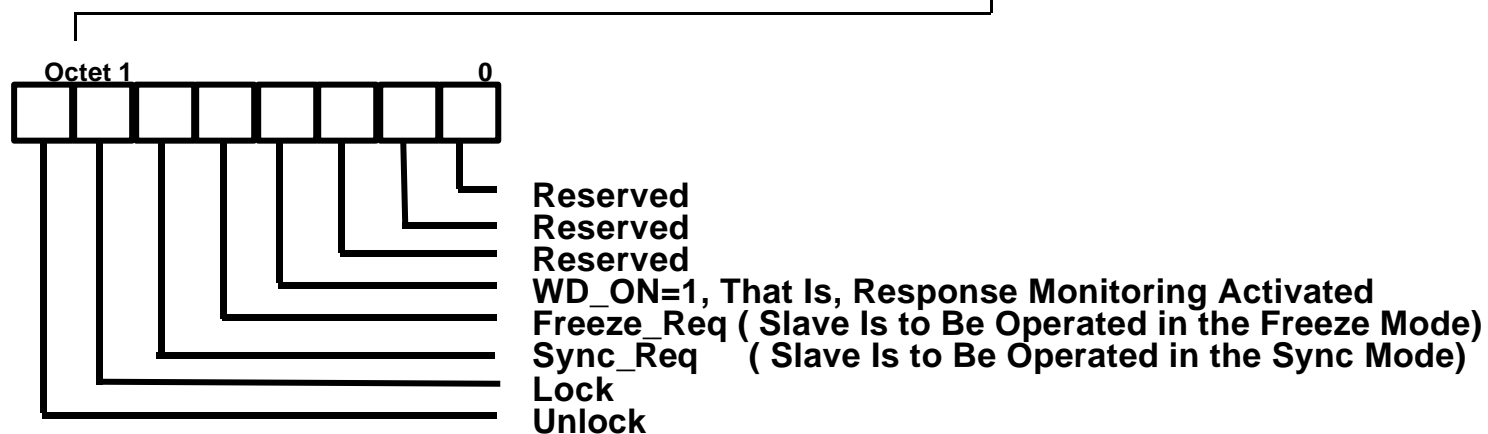 Octet 1 0
Reserved
Reserved
Reserved
WD_ON=1, That Is, Response Monitoring Activated
Freeze_Req ( Slave Is to Be Operated in the Freeze Mode)
Sync_Req ( Slave Is to Be Operated in the Sync Mode)
Lock
Unlock